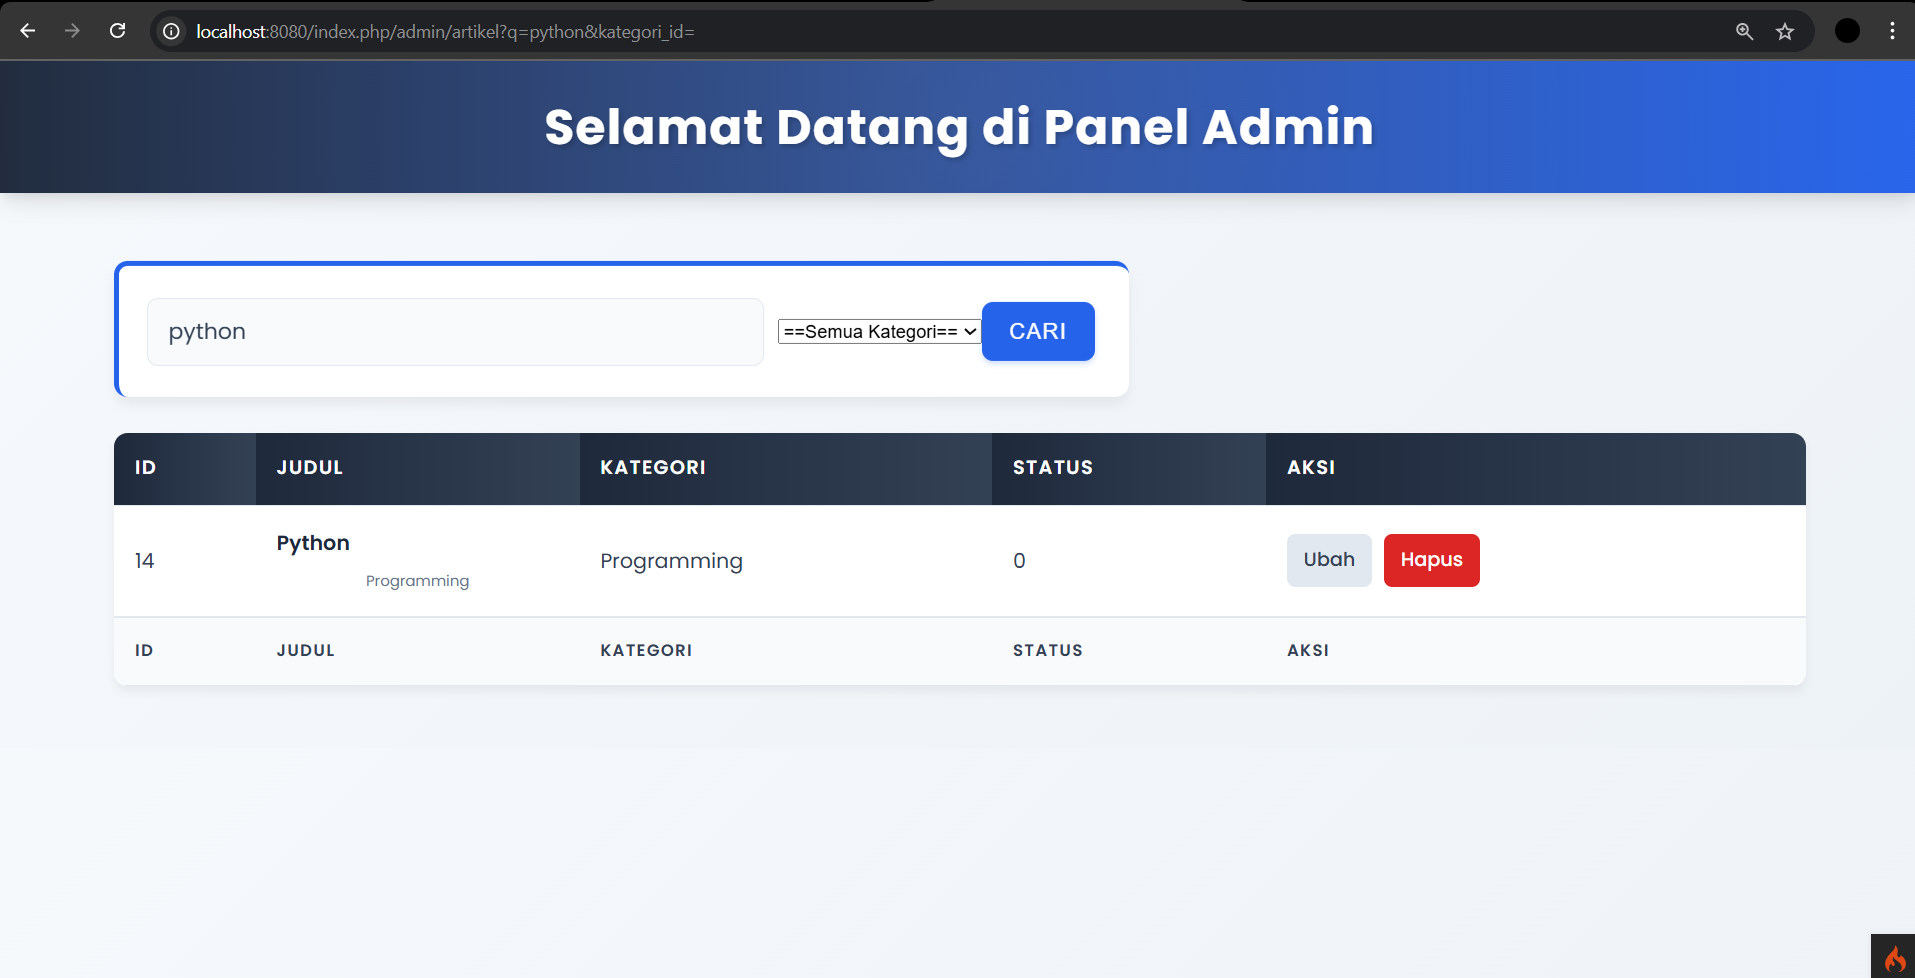 localhost:8080/index.php/admin/artikel?q=python&kategori_id=
Selamat Datang di Panel Admin
python ==Semua Kategori== CARI
ID JUDUL KATEGORI STATUS AKSI
14 Python Programming 0 Ubah Hapus
Programming
ID JUDUL KATEGORI STATUS AKSI